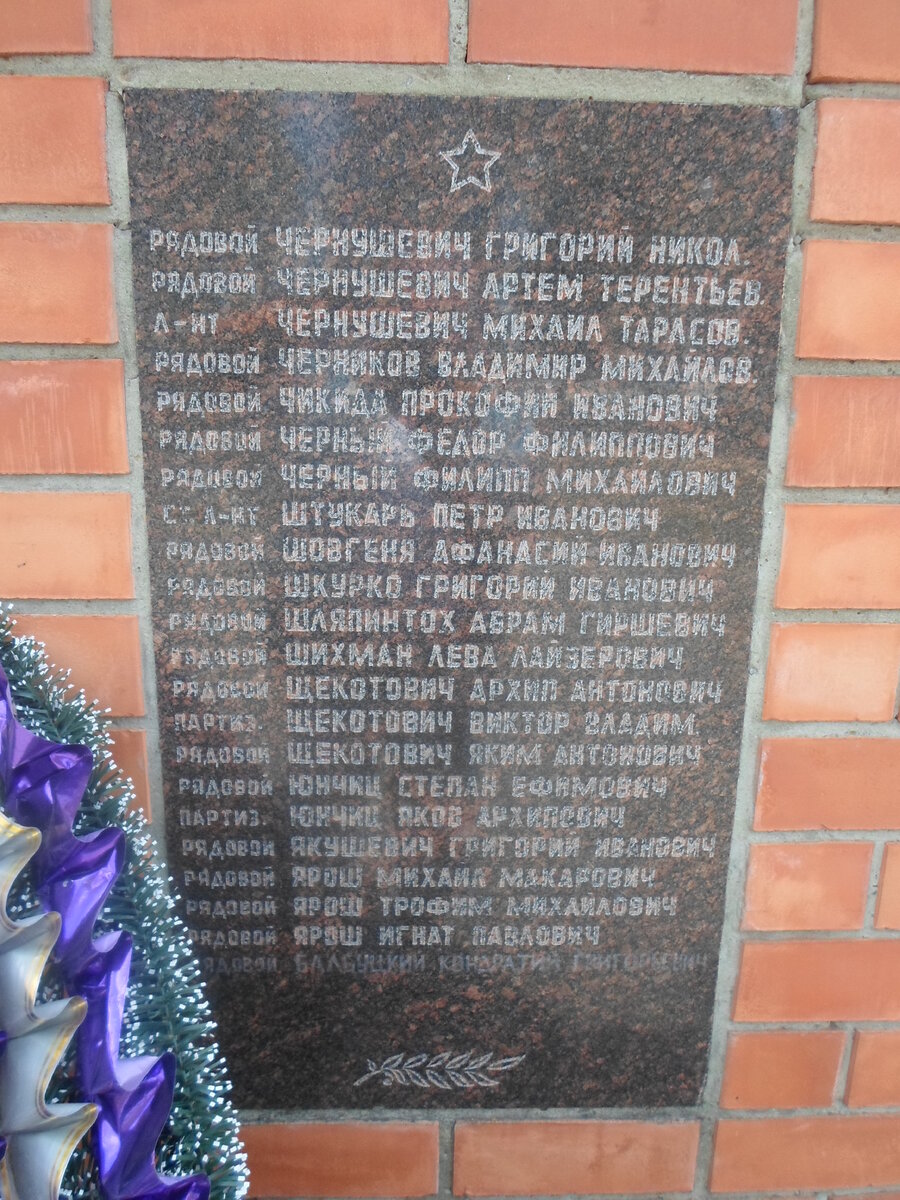 РЯДОВОЙ ЧЕРНУШЕВИЧ ГРИГОРИЙ НИКОЛ.
РЯДОВОЙ ЧЕРНУШЕВИЧ АРТЕМ ТЕРЕНТЬЕВ.
Л-НТ ЧЕРНУШЕВИЧ МИХАИЛ ТАРАСОВ.
РЯДОВОЙ ЧЕРНИКОВ ВЛАДИМИР МИХАЙЛОВ.
РЯДОВОЙ ЧИКИДА ПРОКОФИЙ ИВАНОВИЧ
РЯДОВОЙ ЧЕРНЫЙ ФЕДОР ФИЛИППОВИЧ
РЯДОВОЙ ЧЕРНЫЙ ФИЛИПП МИХАЙЛОВИЧ
СТ. Л-НТ ШТУКАРЬ ПЕТР ИВАНОВИЧ
РЯДОВОЙ ШОВГЕНЯ АФАНАСИЙ ИВАНОВИЧ
РЯДОВОЙ ШКУРКО ГРИГОРИЙ ИВАНОВИЧ
РЯДОВОЙ ШЛЯПИНТОХ АБРАМ ГИРШЕВИЧ
РЯДОВОЙ ШИХМАН ЛЕВА ЛАЙЗЕРОВИЧ
РЯДОВОЙ ЩЕКОТОВИЧ АРХИП АНТОНОВИЧ
ПАРТИЗ. ЩЕКОТОВИЧ ВИКТОР ВЛАДИМ.
РЯДОВОЙ ЩЕКОТОВИЧ ЯКИМ АНТОНОВИЧ
РЯДОВОЙ ЮНЧИЦ СТЕПАН ЕФИМОВИЧ
ПАРТИЗ. ЮНЧИЦ ЯКОВ АРХИПОВИЧ
РЯДОВОЙ ЯКУШЕВИЧ ГРИГОРИЙ ИВАНОВИЧ
РЯДОВОЙ ЯРОШ МИХАИЛ МАКАРОВИЧ
РЯДОВОЙ ЯРОШ ТРОФИМ МИХАЙЛОВИЧ
РЯДОВОЙ ЯРОШ ИГНАТ ПАВЛОВИЧ
РЯДОВОЙ БАЛБУЦКИЙ КОНДРАТИЙ ГРИГОРЬЕВИЧ